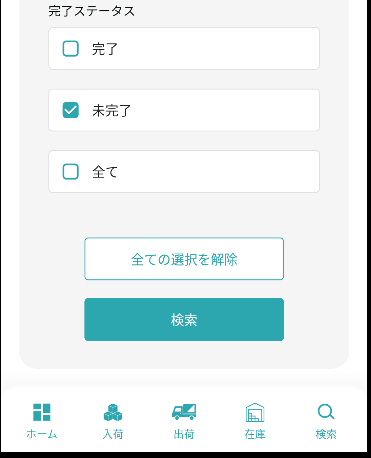 完了ステータス
完了
未完了
全て
全ての選択を解除
検索
ホーム
入荷
出荷
在庫
検索